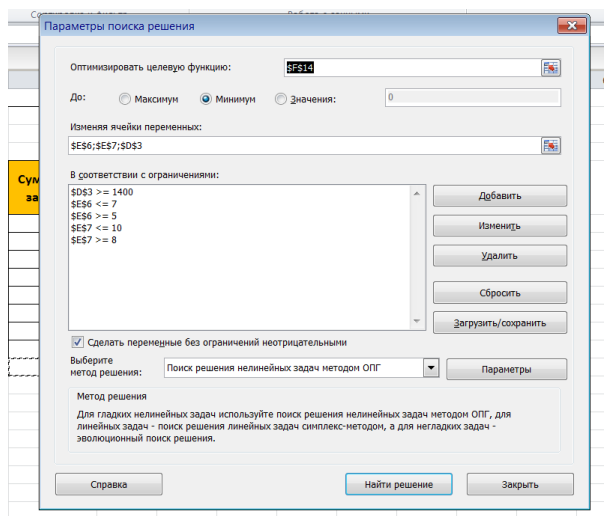 Параметры поиска решения
Оптимизировать целевую функцию:
$F$14
До:
Максимум
Минимум
Значения:
0
Изменяя ячейки переменных:
$E$6;$E$7;$D$3
В соответствии с ограничениями:
$D$3 >= 1400
$E$6 <= 7
$E$6 >= 5
$E$7 <= 10
$E$7 >= 8
Добавить
Изменить
Удалить
Сбросить
Загрузить/сохранить
Сделать переменные без ограничений неотрицательными
Выберите
метод решения:
Поиск решения нелинейных задач методом ОПГ
Параметры
Метод решения
Для гладких нелинейных задач используйте поиск решения нелинейных задач методом ОПГ, для
линейных задач - поиск решения линейных задач симплекс-методом, а для негладких задач -
эволюционный поиск решения.
Справка
Найти решение
Закрыть
Сум
за